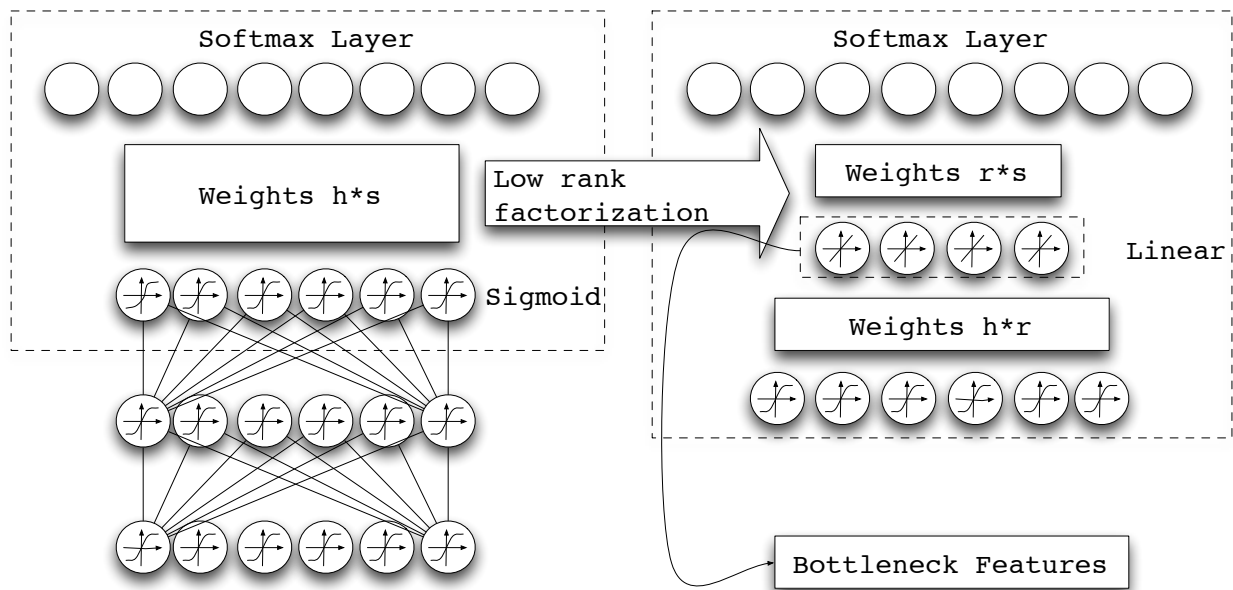 Softmax Layer
Weights h*s
Sigmoid
Low rank
factorization
Softmax Layer
Weights r*s
Linear
Weights h*r
Bottleneck Features